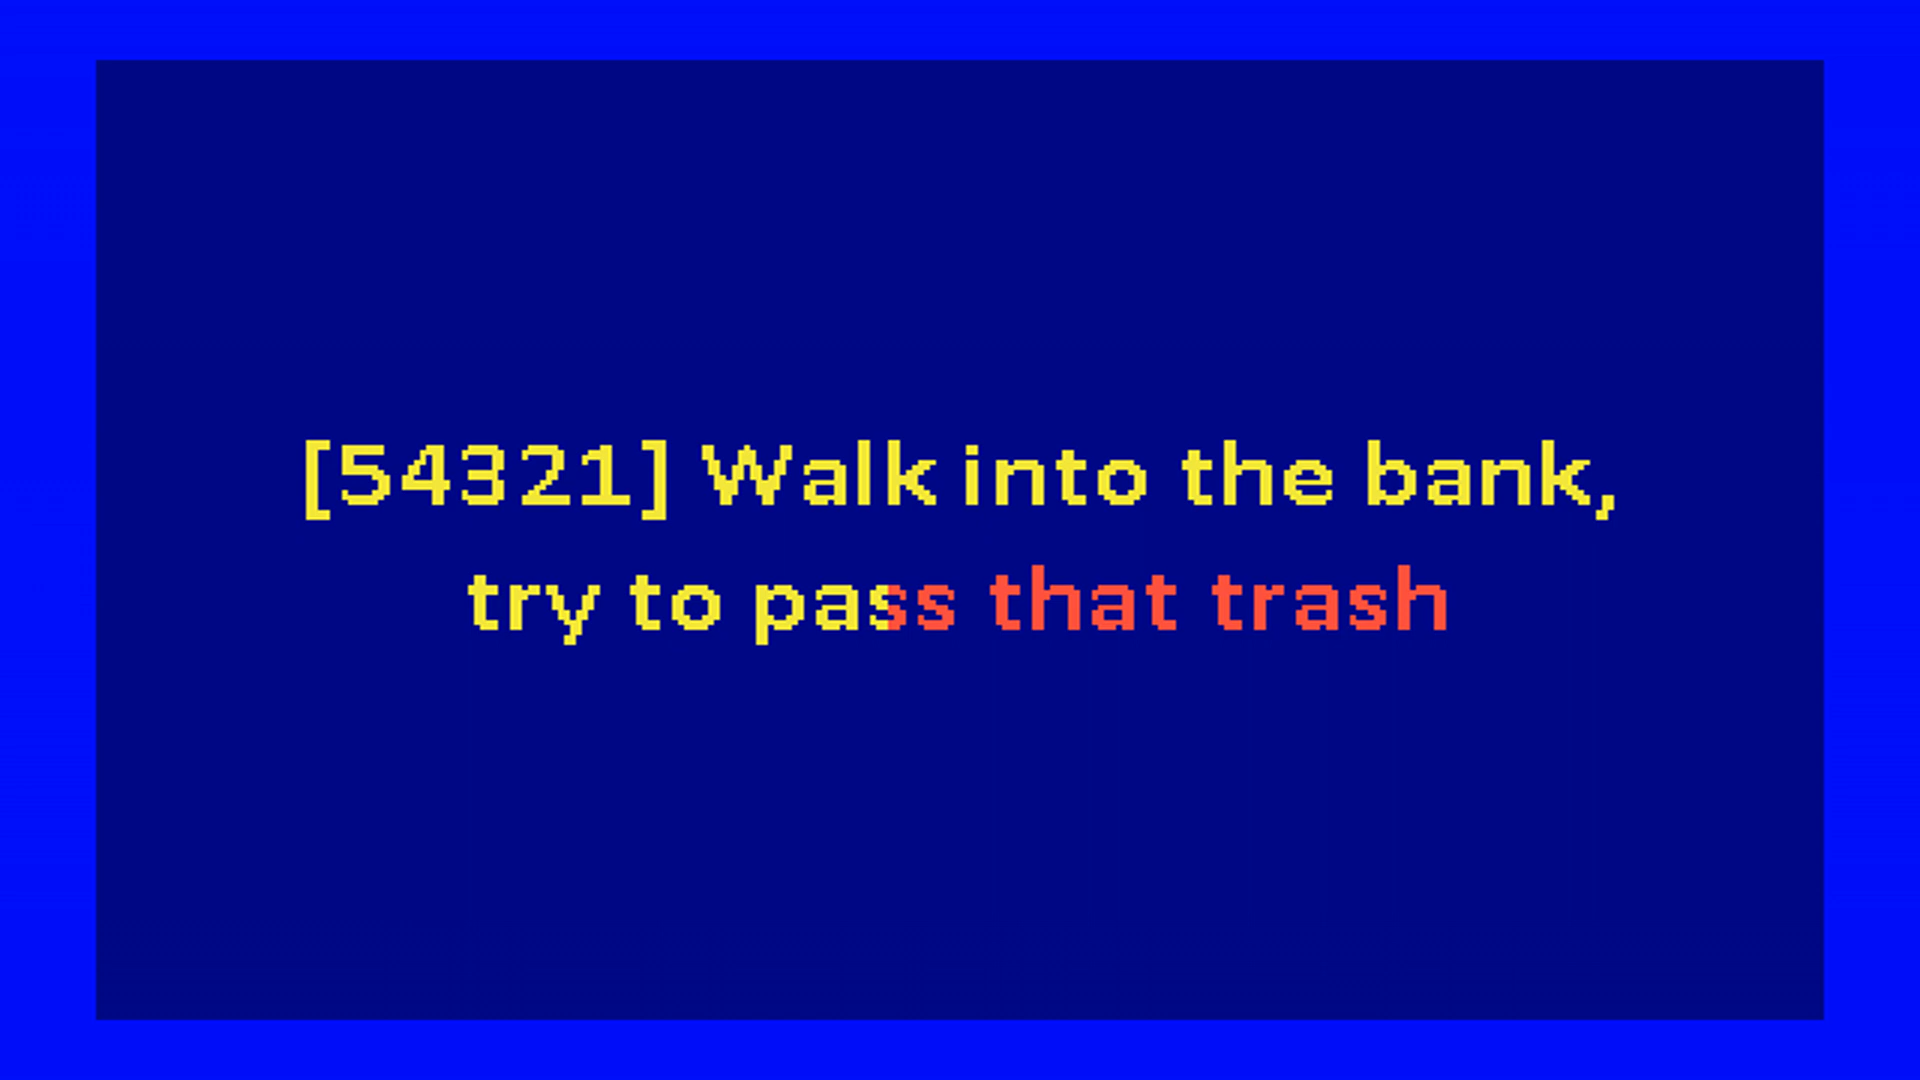 [54321] Walk into the bank,
try to pass that trash